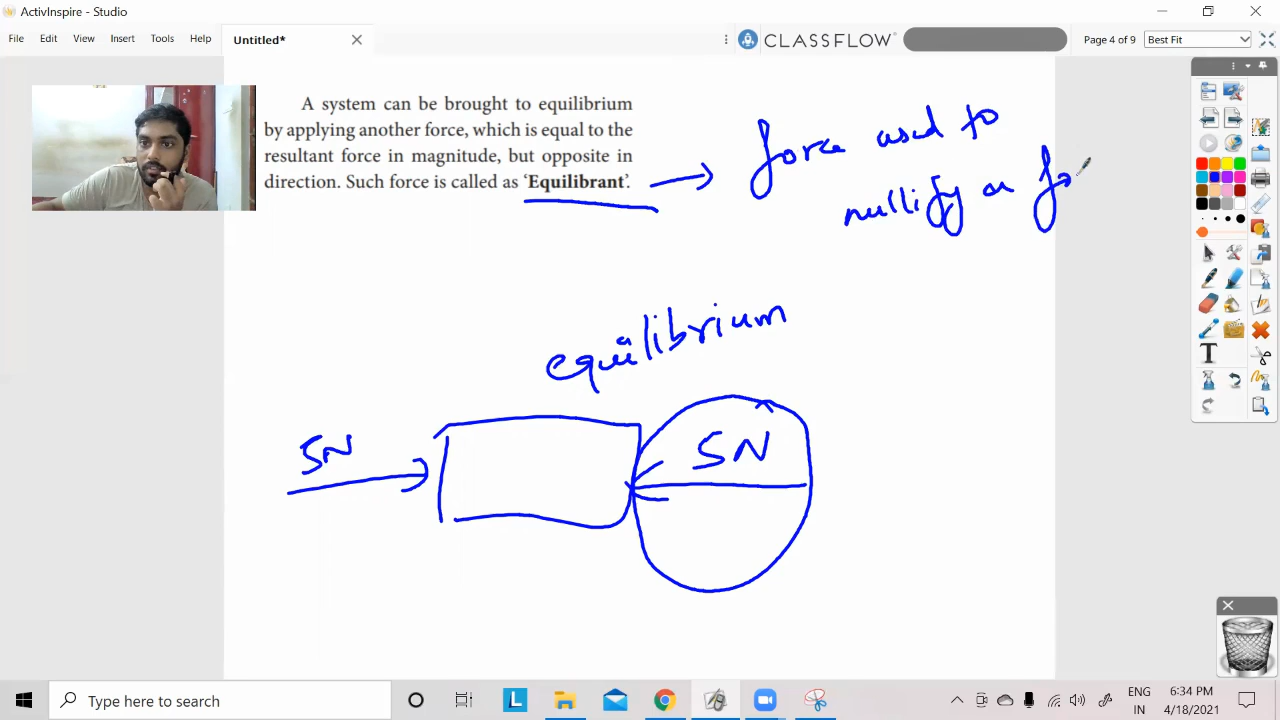 ActivInspire - Studio
File Edit View Insert Tools Help Untitled* CLASSFLOW Page 4 of 9 Best Fit
A system can be brought to equilibrium
by applying another force, which is equal to the
resultant force in magnitude, but opposite in
direction. Such force is called as ‘Equilibrant’.
force used to
nullify a fo
equilibrium
5N
5N
T
L
Type here to search
ENG
IN
6:34 PM
4/18/2021